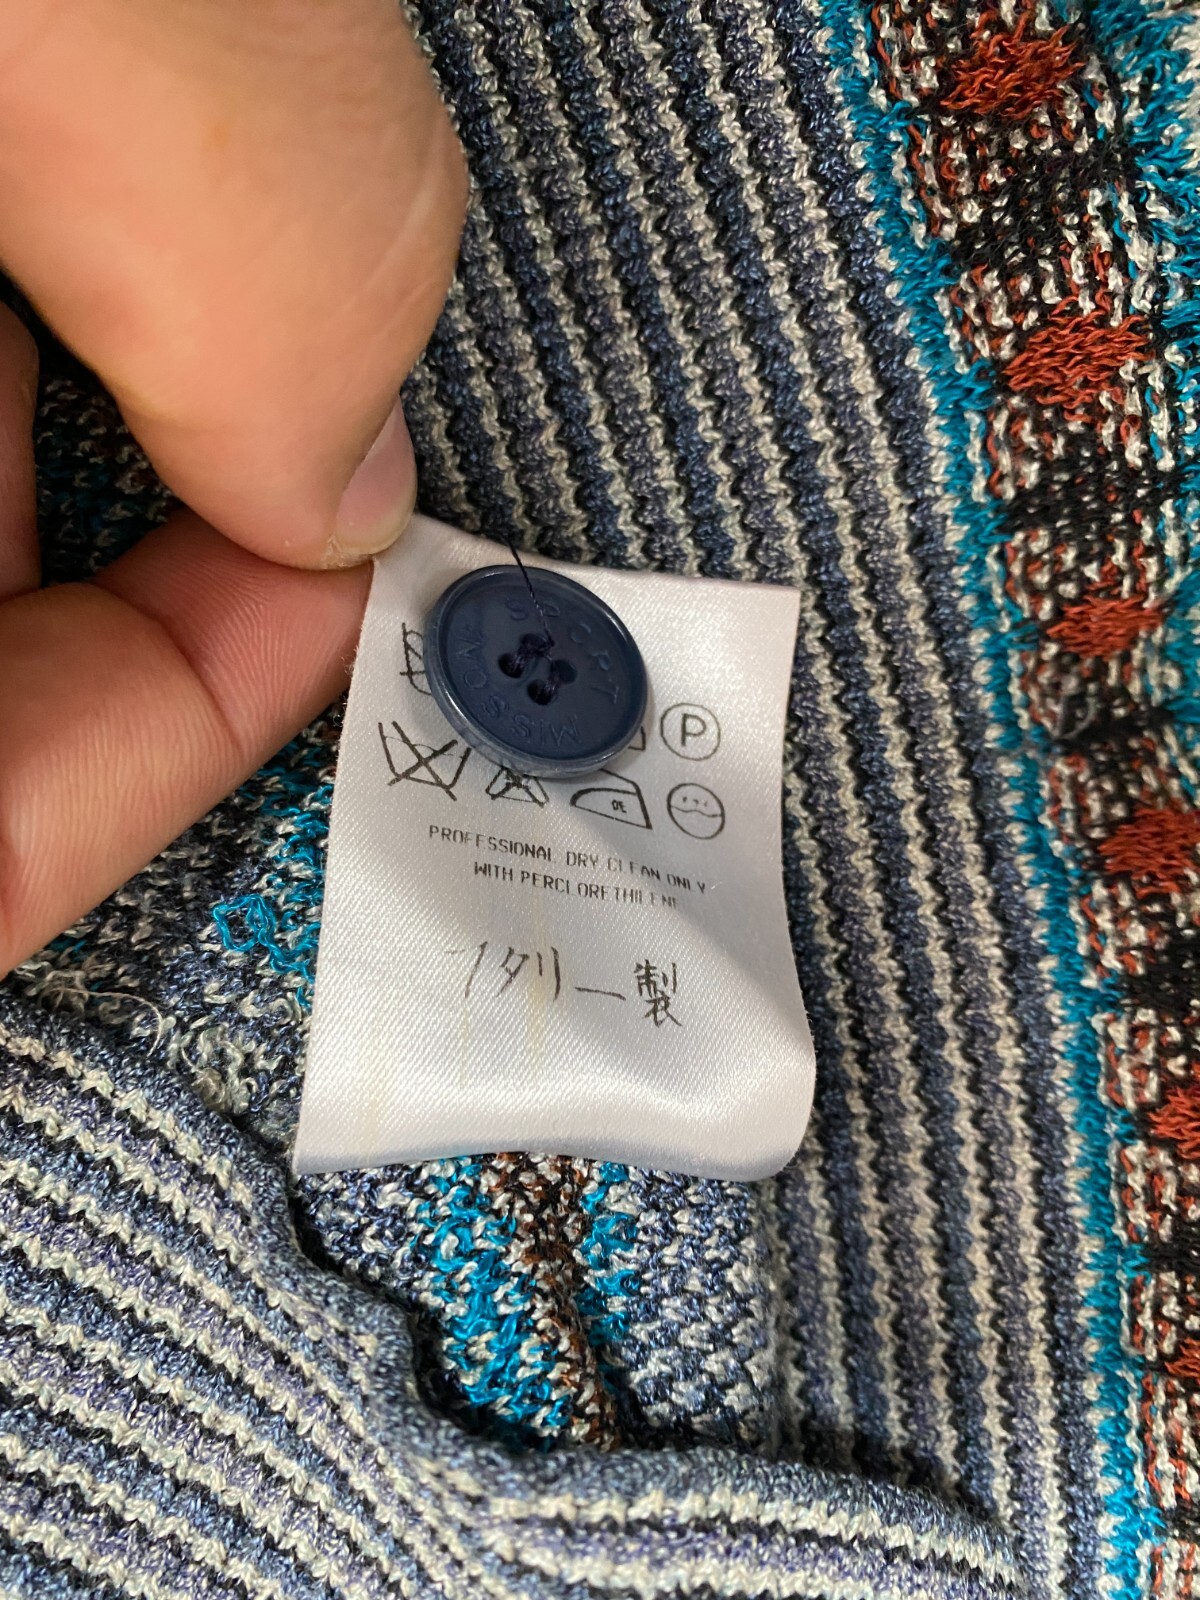 MISSONI SPORT
P
PROFESSIONAL DRY CLEAN ONLY
WITH PERCLORETHILENE
イタリー製